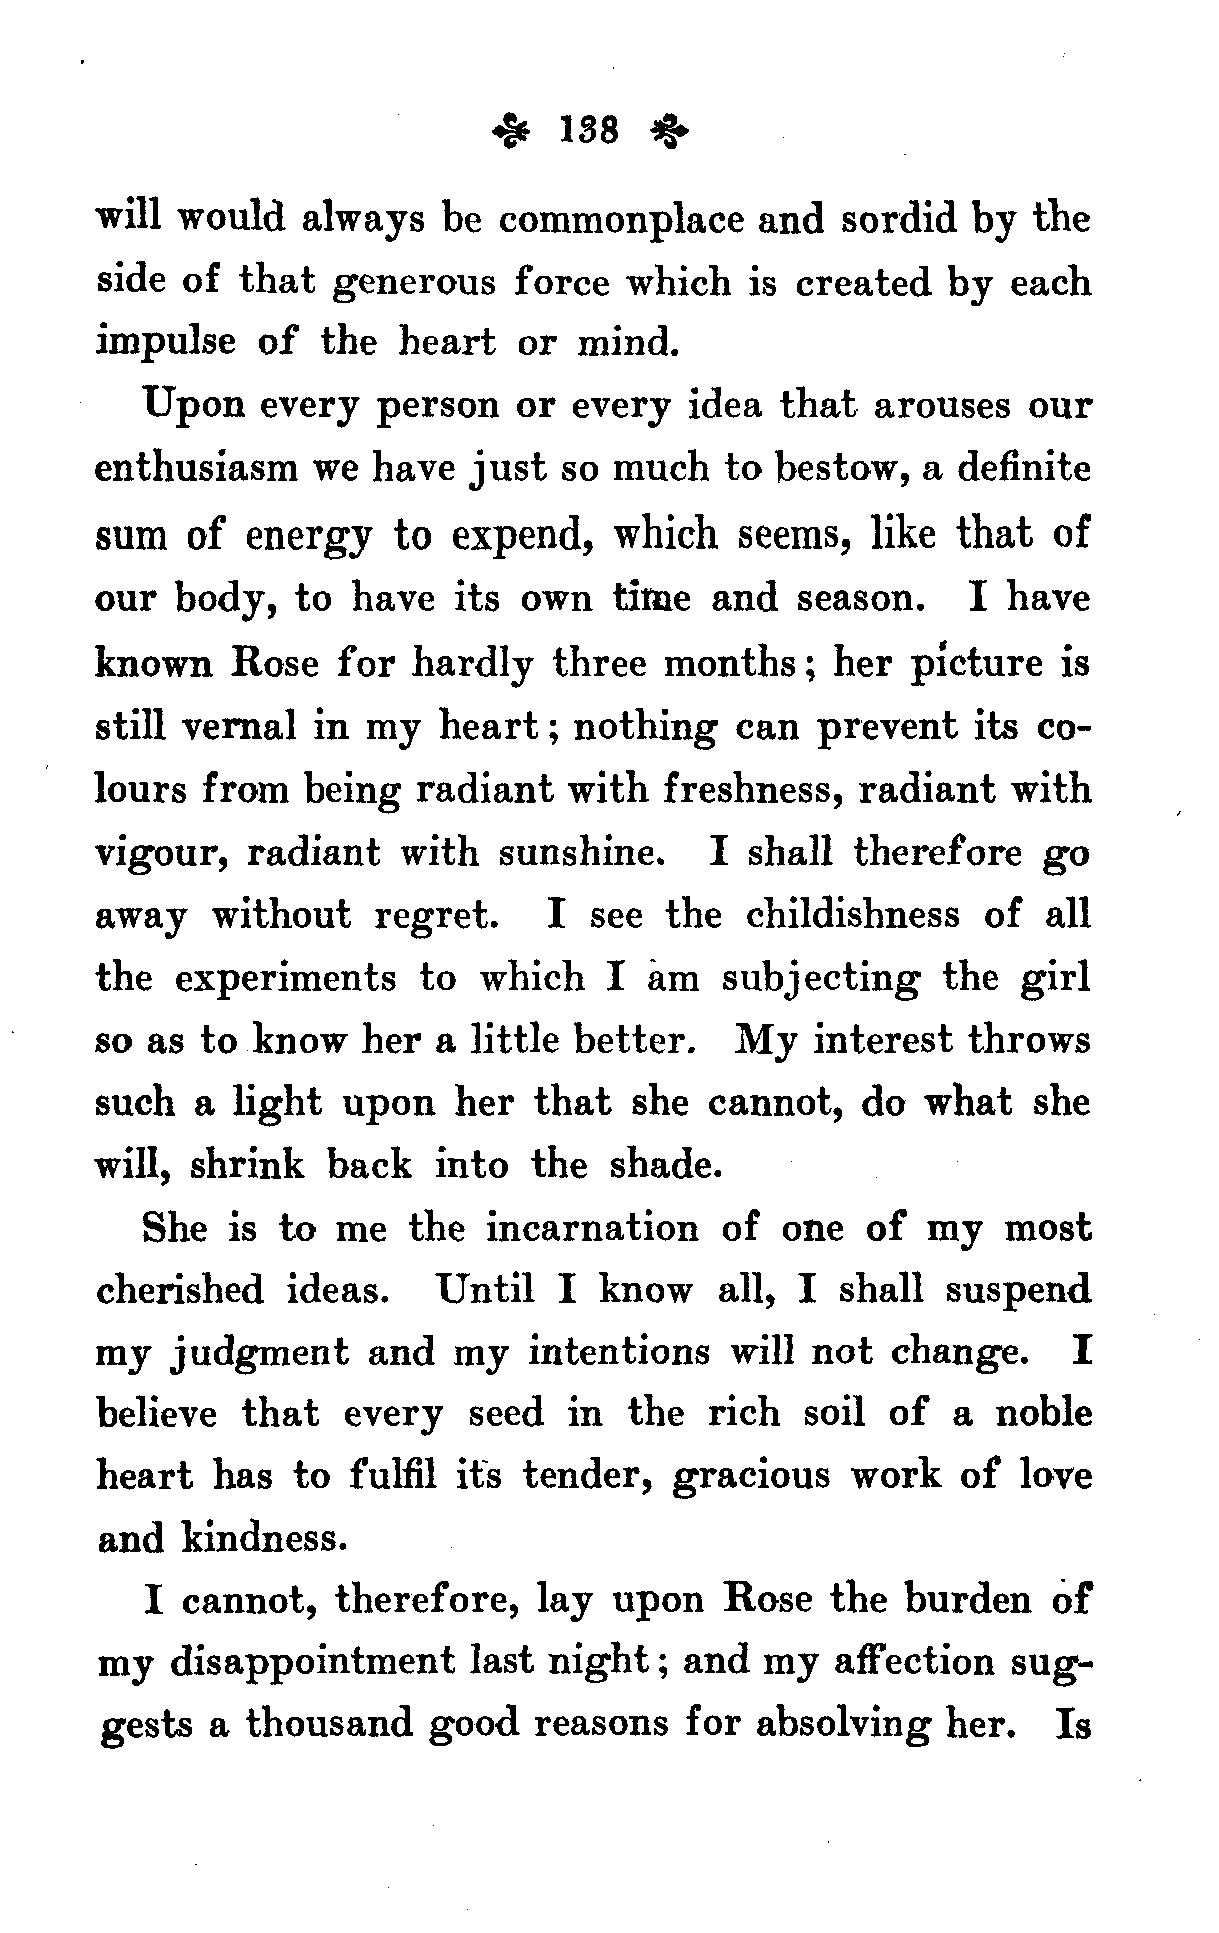 138
will would always be commonplace and sordid by the
side of that generous force which is created by each
impulse of the heart or mind.
Upon every person or every idea that arouses our
enthusiasm we have just so much to bestow, a definite
sum of energy to expend, which seems, like that of
our body, to have its own time and season. I have
known Rose for hardly three months; her picture is
still vernal in my heart; nothing can prevent its co-
lours from being radiant with freshness, radiant with
vigour, radiant with sunshine. I shall therefore go
away without regret. I see the childishness of all
the experiments to which I am subjecting the girl
so as to know her a little better. My interest throws
such a light upon her that she cannot, do what she
will, shrink back into the shade.
She is to me the incarnation of one of my most
cherished ideas. Until I know all, I shall suspend
my judgment and my intentions will not change. I
believe that every seed in the rich soil of a noble
heart has to fulfil its tender, gracious work of love
and kindness.
I cannot, therefore, lay upon Rose the burden of
my disappointment last night; and my affection sug-
gests a thousand good reasons for absolving her. Is